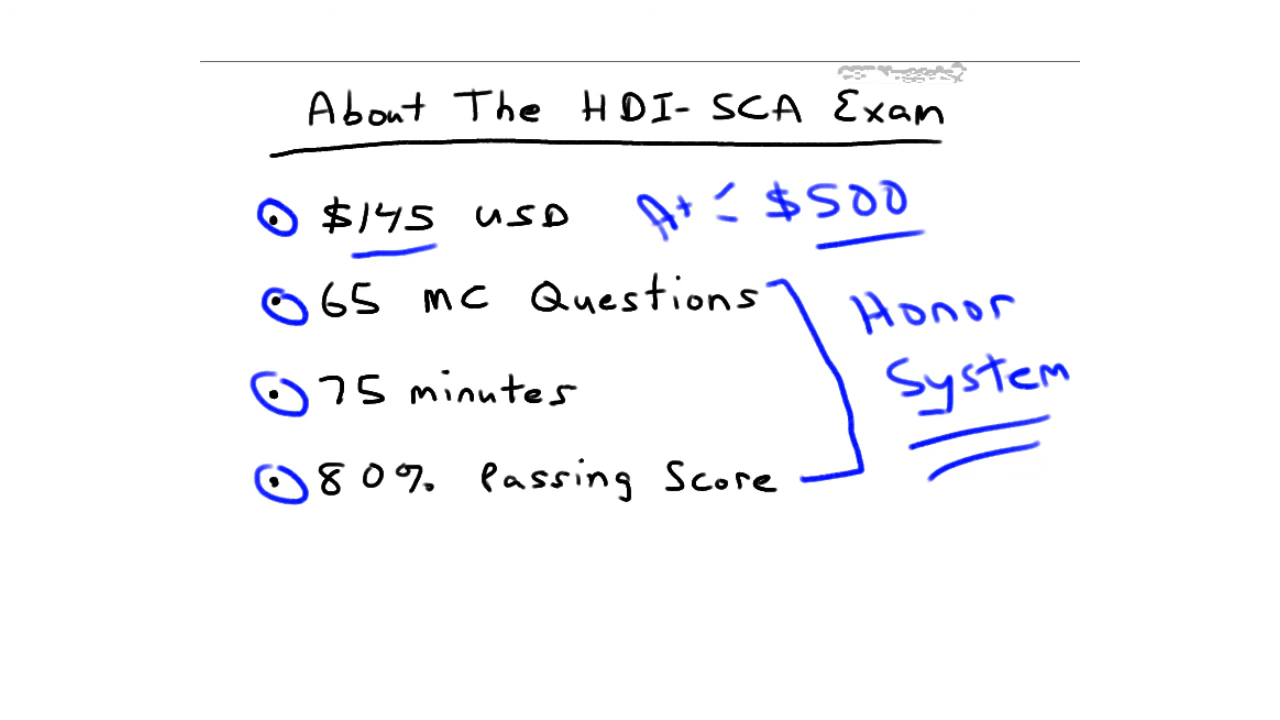 About The HDI-SCA Exam
• $145 USD A+ = $500
• 65 MC Questions
Honor
System
• 75 minutes
• 80% Passing Score